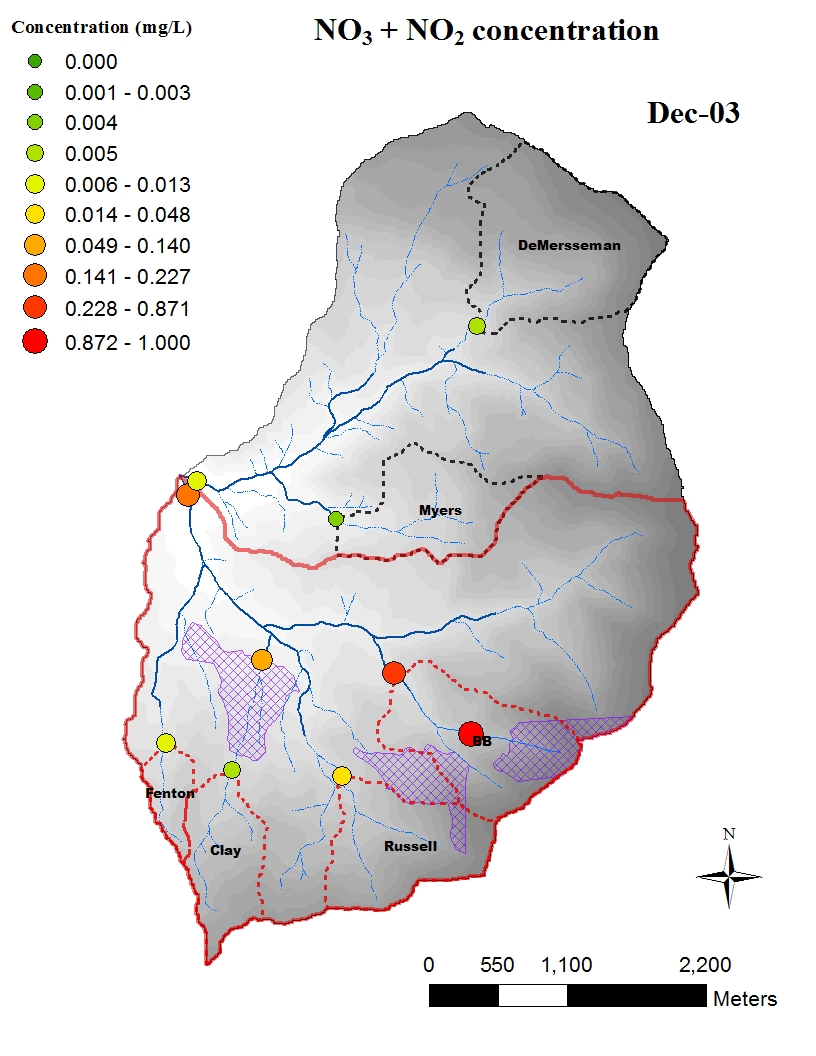 NO3 + NO2 concentration
Concentration (mg/L)
0.000
0.001 - 0.003
0.004
0.005
0.006 - 0.013
0.014 - 0.048
0.049 - 0.140
0.141 - 0.227
0.228 - 0.871
0.872 - 1.000
Dec-03
DeMersseman
Myers
BB
Fenton
Clay
Russell
N
0 550 1,100 2,200
Meters